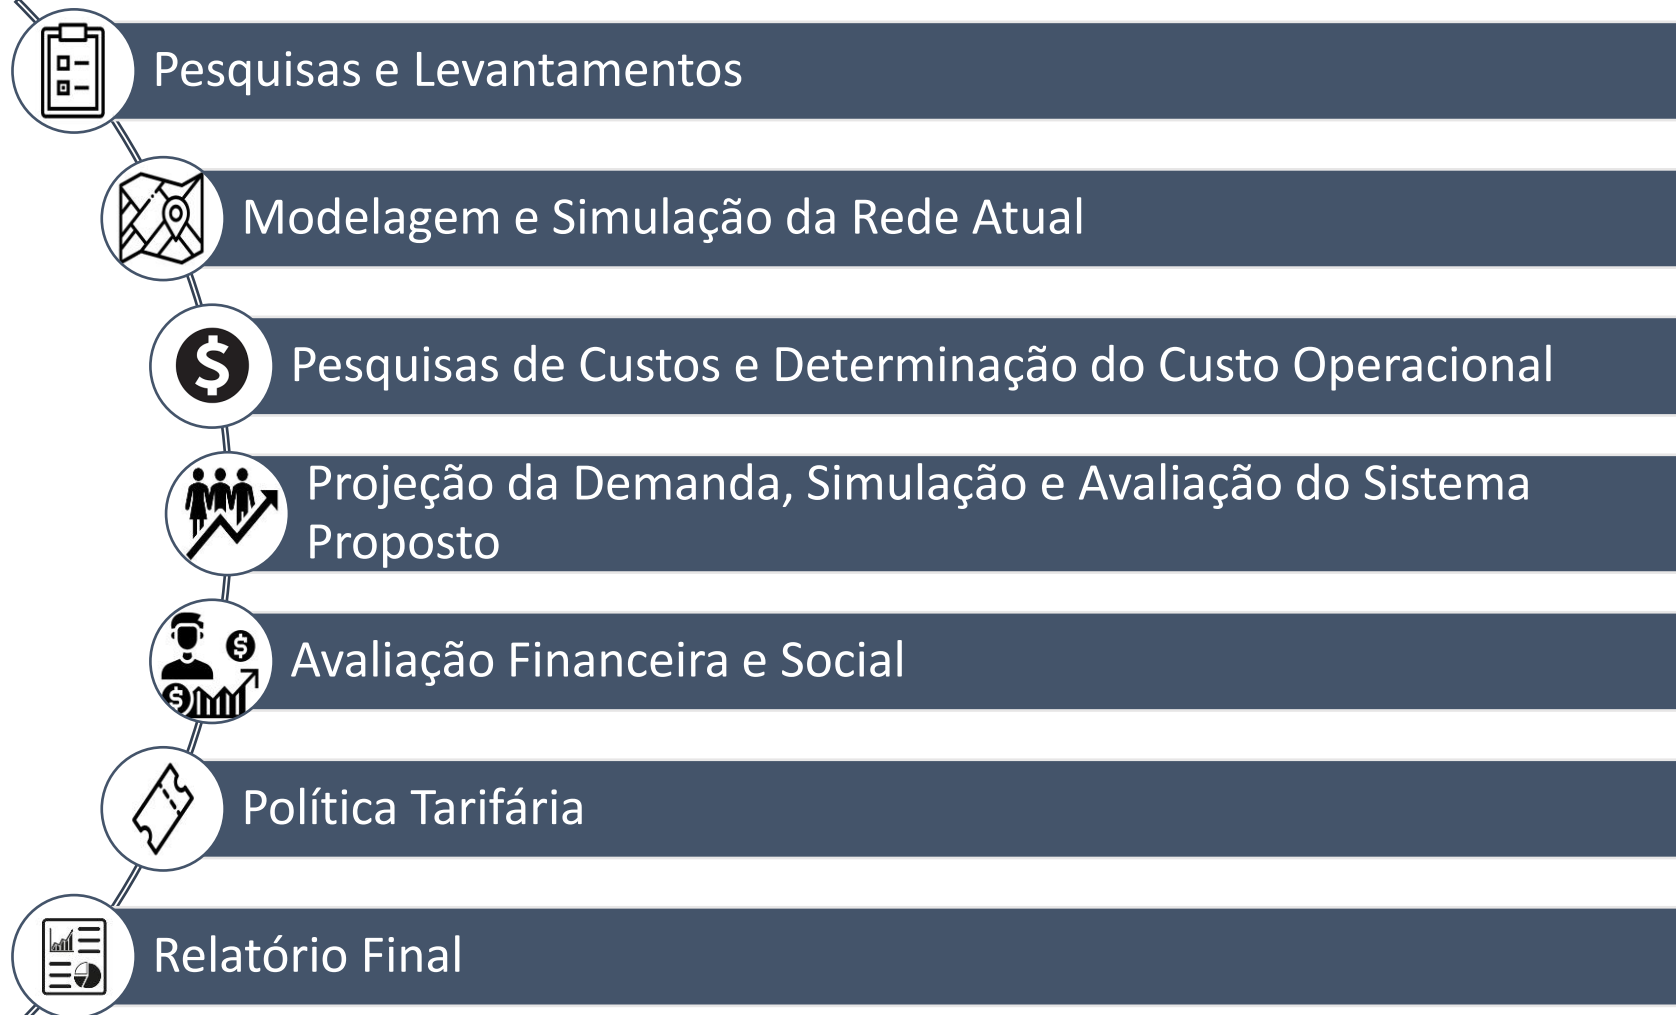 Pesquisas e Levantamentos
Modelagem e Simulação da Rede Atual
Pesquisas de Custos e Determinação do Custo Operacional
Projeção da Demanda, Simulação e Avaliação do Sistema
Proposto
Avaliação Financeira e Social
Política Tarifária
Relatório Final